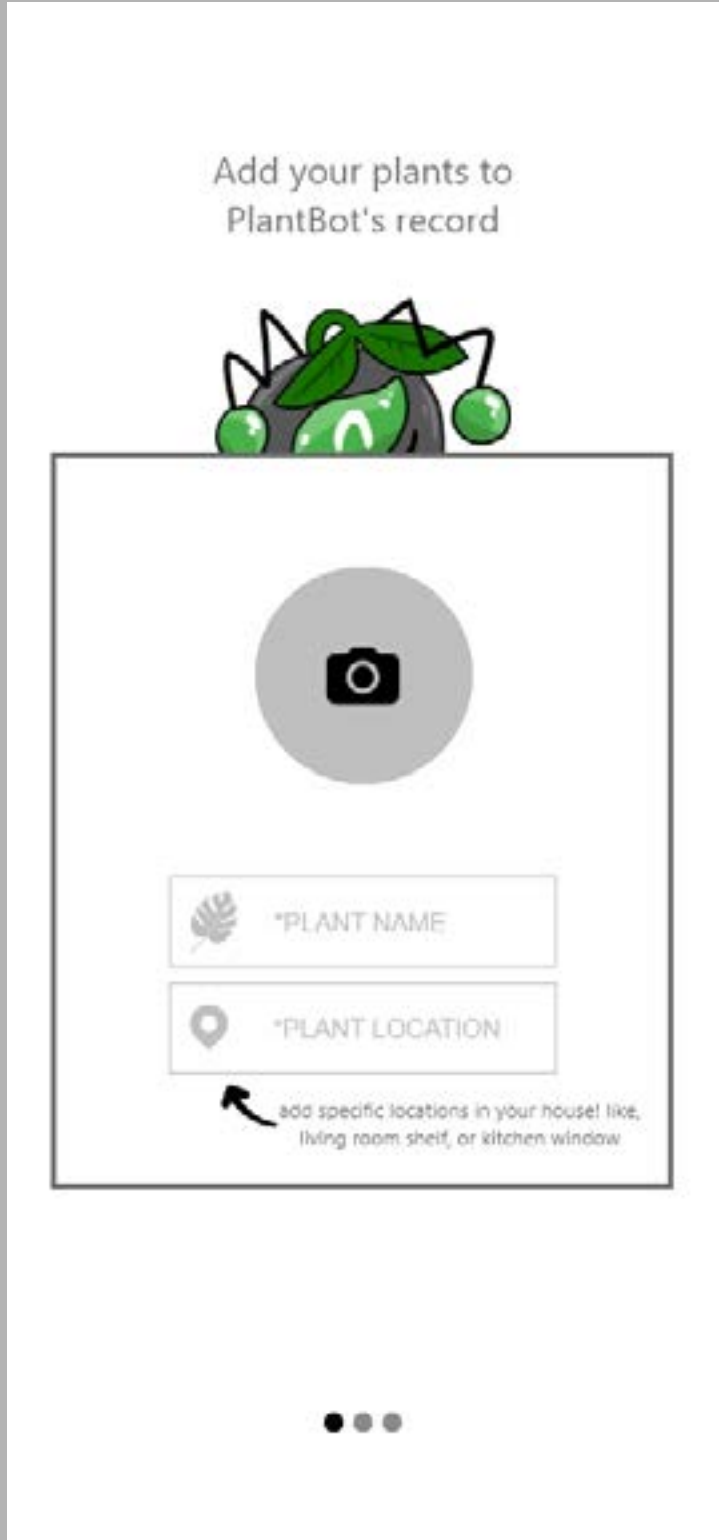 Add your plants to
PlantBot's record
*PLANT NAME
*PLANT LOCATION
add specific locations in your house! like,
living room shelf, or kitchen window